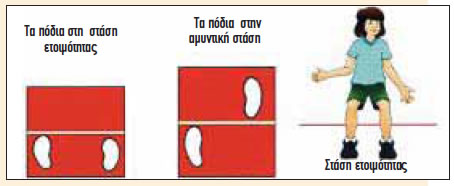 Τα πόδια στη στάση
ετοιμότητας
Τα πόδια στην
αμυντική στάση
Στάση ετοιμότητας